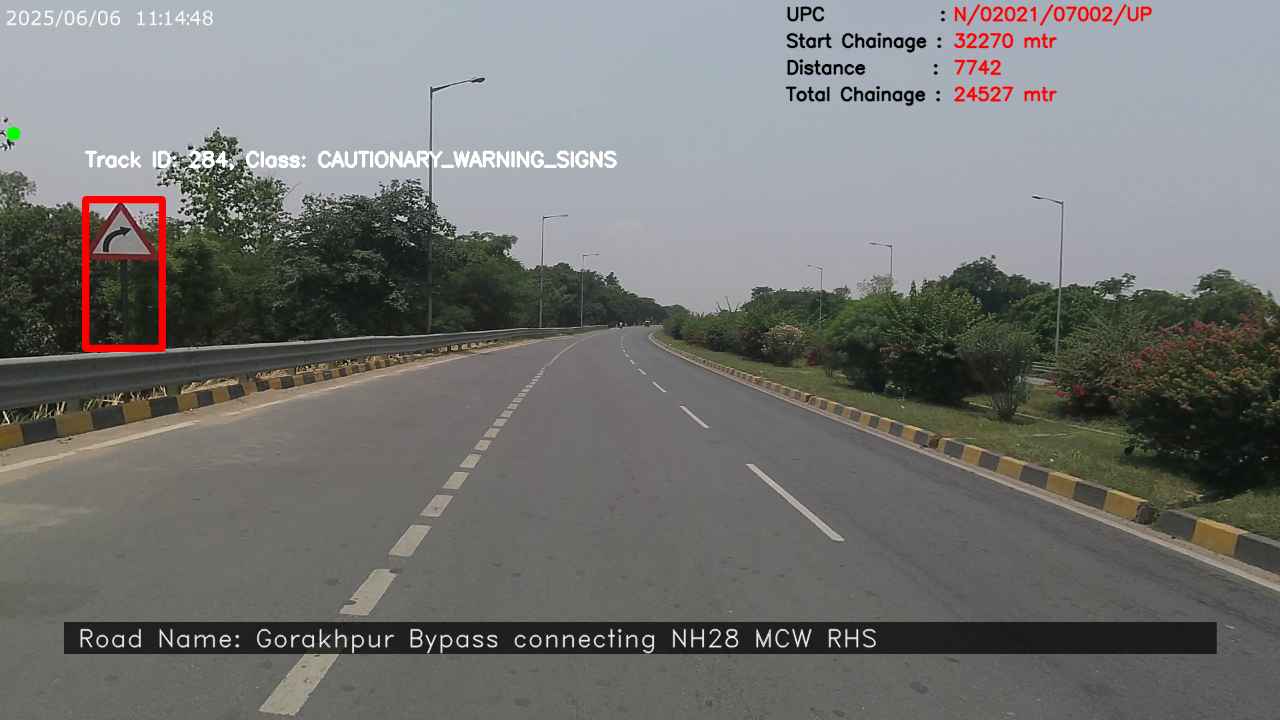 2025/06/06 11:14:48
UPC : N/02021/07002/UP
Start Chainage : 32270 mtr
Distance : 7742
Total Chainage : 24527 mtr
Track ID: 284, Class: CAUTIONARY_WARNING_SIGNS
Road Name: Gorakhpur Bypass connecting NH28 MCW RHS